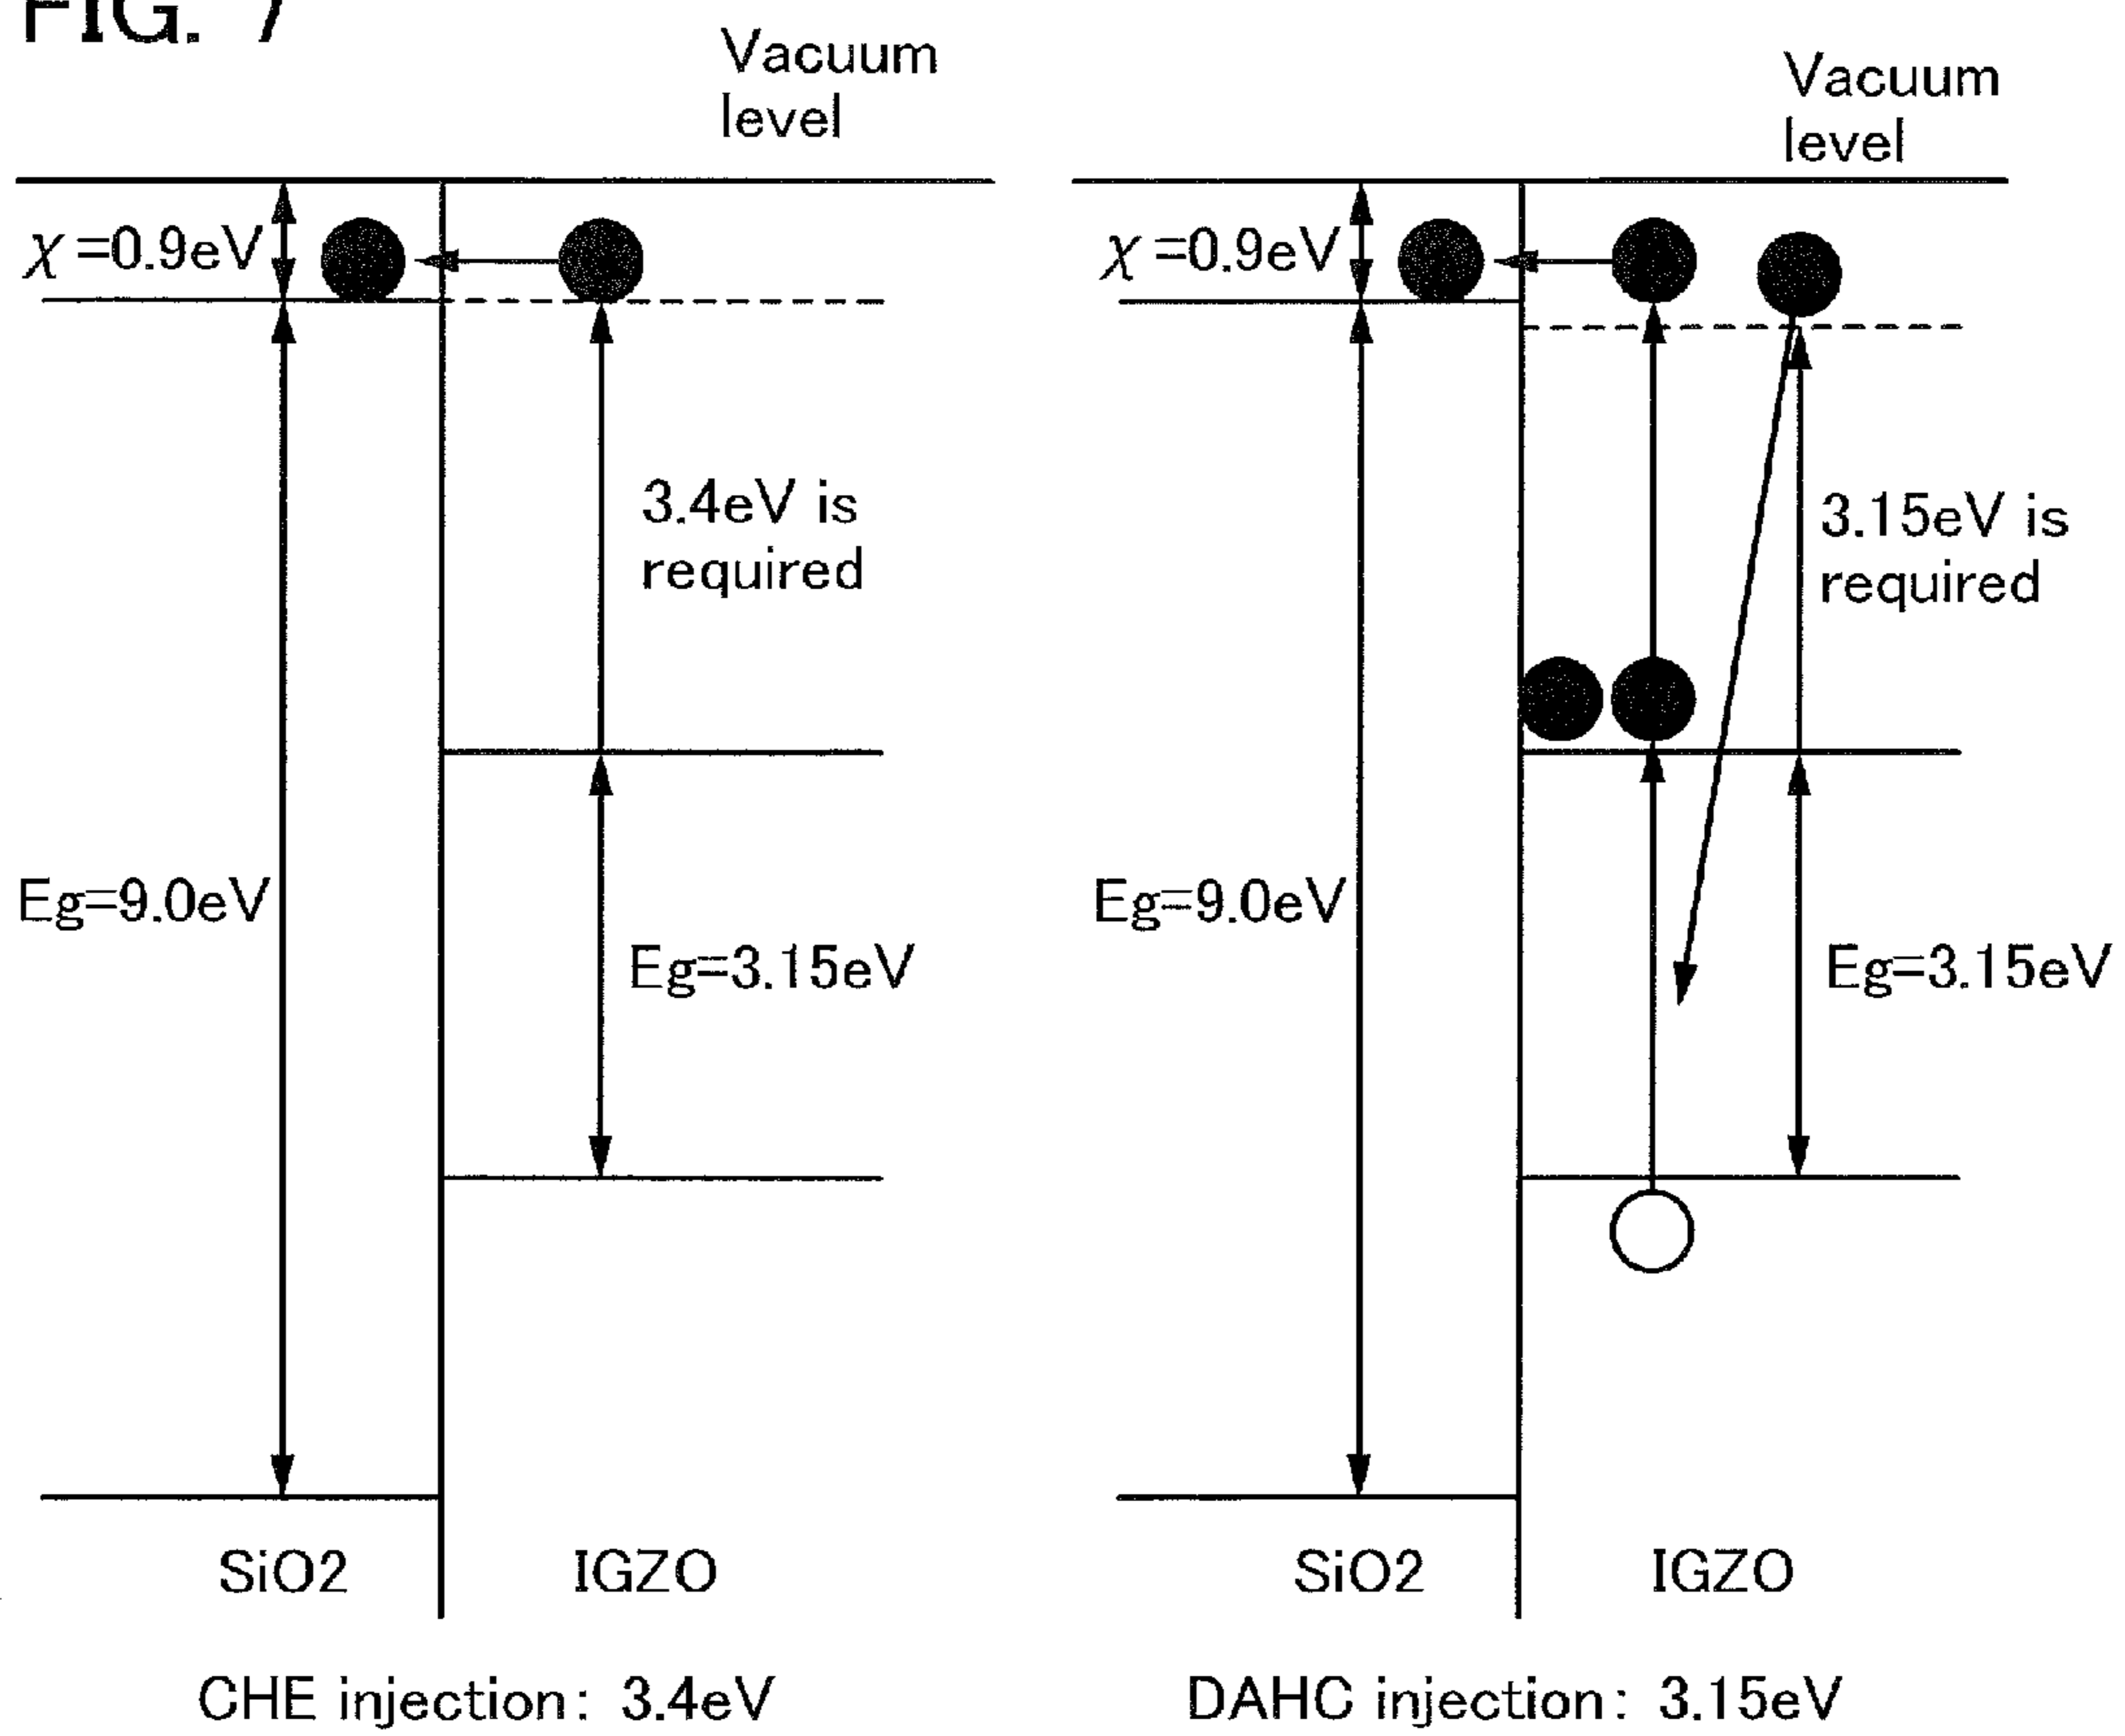 FIG. 7
Vacuum
level
χ=0.9eV
3.4eV is
required
Eg=9.0eV
Eg=3.15eV
SiO2
IGZO
CHE injection: 3.4eV
Vacuum
level
χ=0.9eV
3.15eV is
required
Eg=9.0eV
Eg=3.15eV
SiO2
IGZO
DAHC injection: 3.15eV